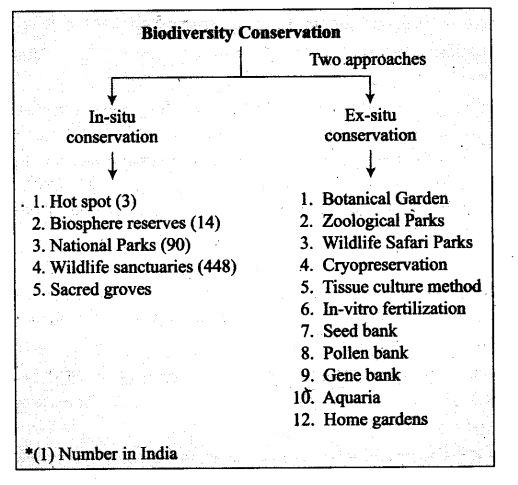 Biodiversity Conservation
Two approaches
In-situ
conservation
1. Hot spot (3)
2. Biosphere reserves (14)
3. National Parks (90)
4. Wildlife sanctuaries (448)
5. Sacred groves
Ex-situ
conservation
1. Botanical Garden
2. Zoological Parks
3. Wildlife Safari Parks
4. Cryopreservation
5. Tissue culture method
6. In-vitro fertilization
7. Seed bank
8. Pollen bank
9. Gene bank
10. Aquaria
12. Home gardens
*(1) Number in India